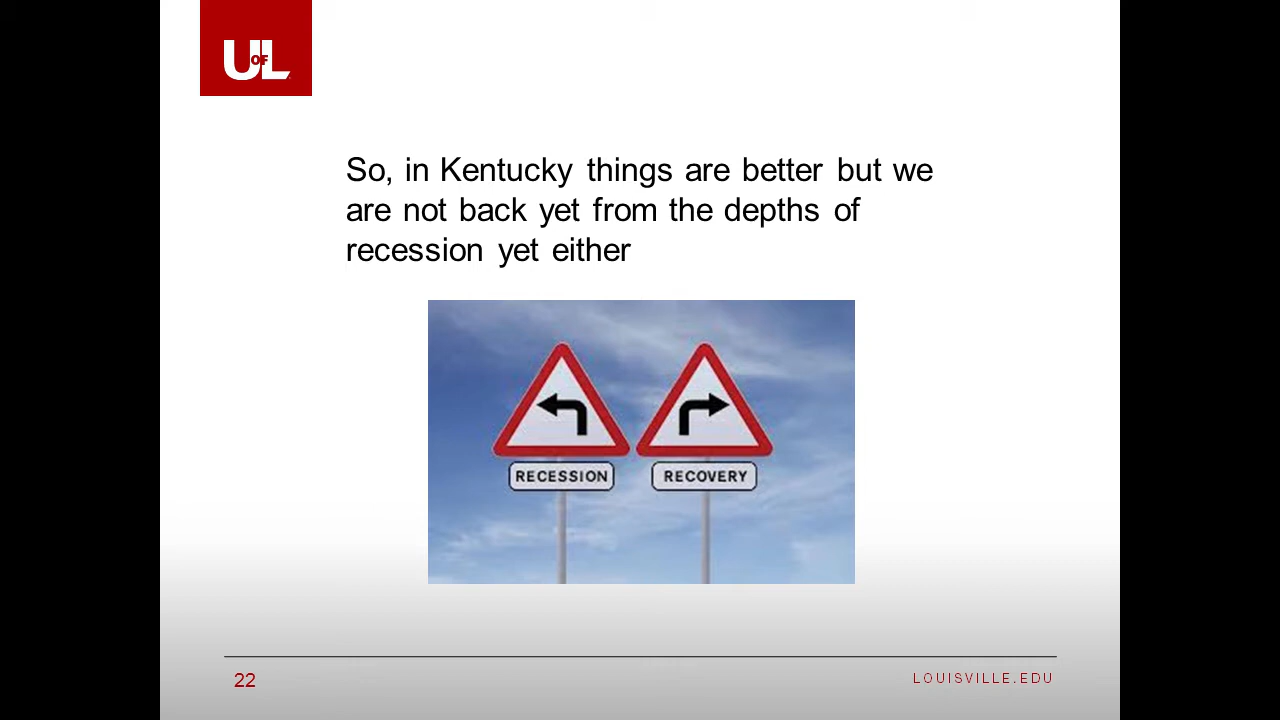 UofL
So, in Kentucky things are better but we
are not back yet from the depths of
recession yet either
RECESSION
RECOVERY
22
LOUISVILLE.EDU